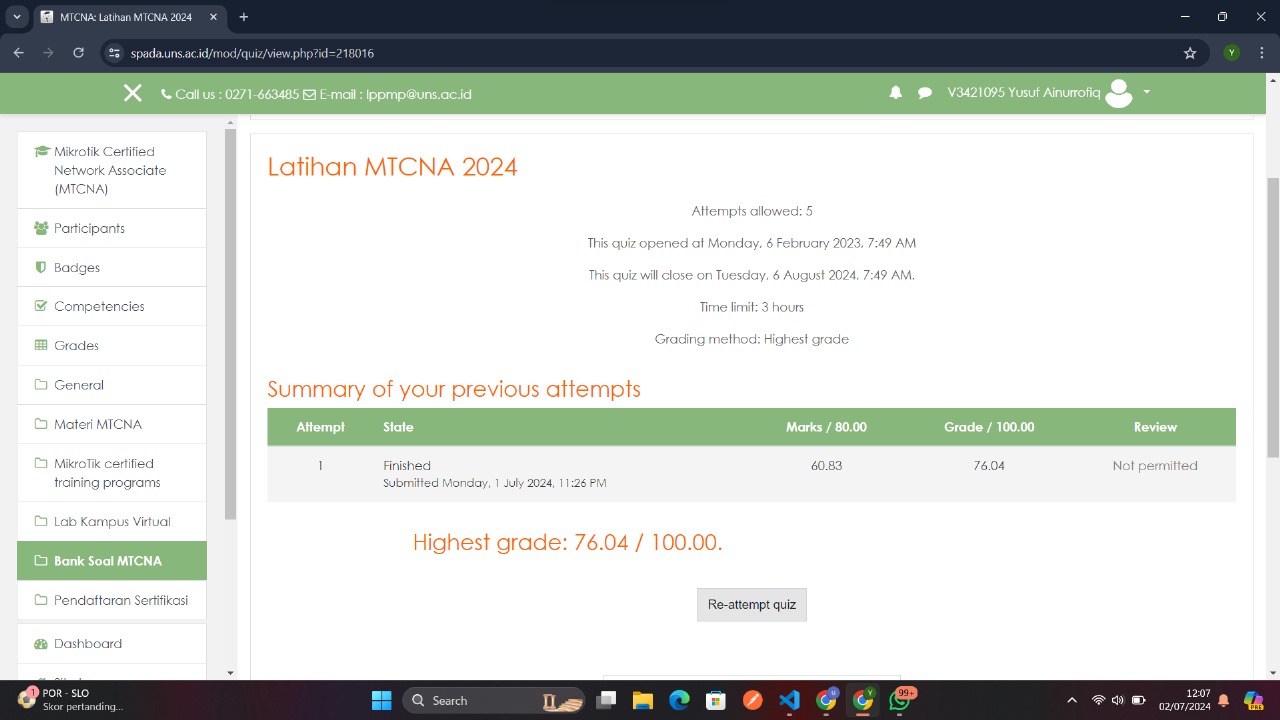 MTCNA: Latihan MTCNA 2024
spada.uns.ac.id/mod/quiz/view.php?id=218016
Y
Call us : 0271-663485 E-mail : lppmp@uns.ac.id
V3421095 Yusuf Ainurrofiq
Mikrotik Certified
Network Associate
(MTCNA)
Participants
Badges
Competencies
Grades
General
Materi MTCNA
MikroTik certified
training programs
Lab Kampus Virtual
Bank Soal MTCNA
Pendaftaran Sertifikasi
Dashboard
Latihan MTCNA 2024
Attempts allowed: 5
This quiz opened at Monday, 6 February 2023, 7:49 AM
This quiz will close on Tuesday, 6 August 2024, 7:49 AM.
Time limit: 3 hours
Grading method: Highest grade
Summary of your previous attempts
Attempt State Marks / 80.00 Grade / 100.00 Review
1 Finished 60.83 76.04 Not permitted
Submitted Monday, 1 July 2024, 11:26 PM
Highest grade: 76.04 / 100.00.
Re-attempt quiz
1
POR - SLO
Skor pertanding...
Search
U
Y
99+
12:07
02/07/2024
PRE